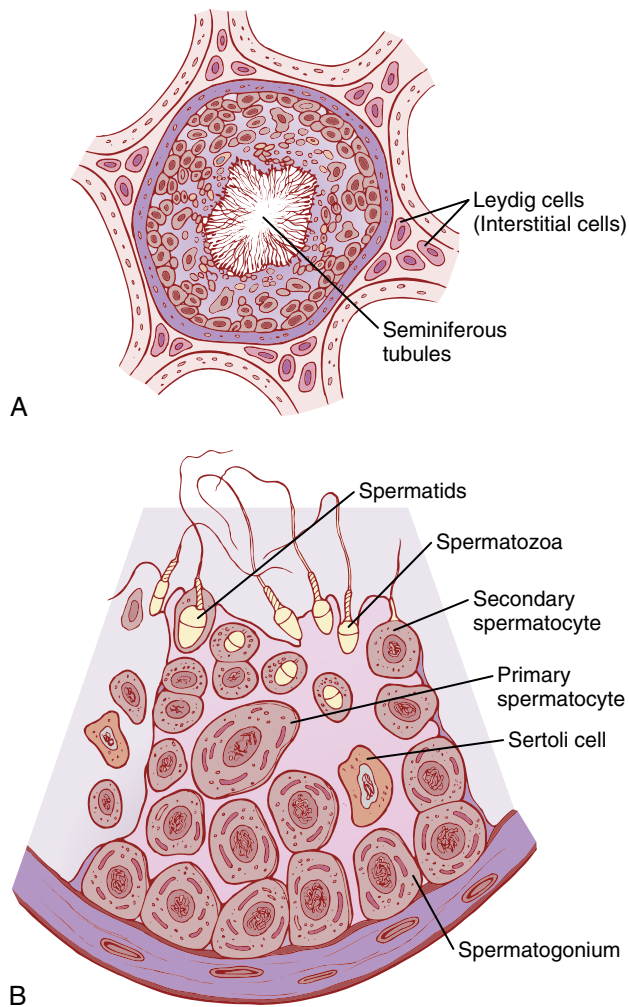 Leydig cells
(Interstitial cells)
Seminiferous
tubules
A
Spermatids
Spermatozoa
Secondary
spermatocyte
Primary
spermatocyte
Sertoli cell
Spermatogonium
B